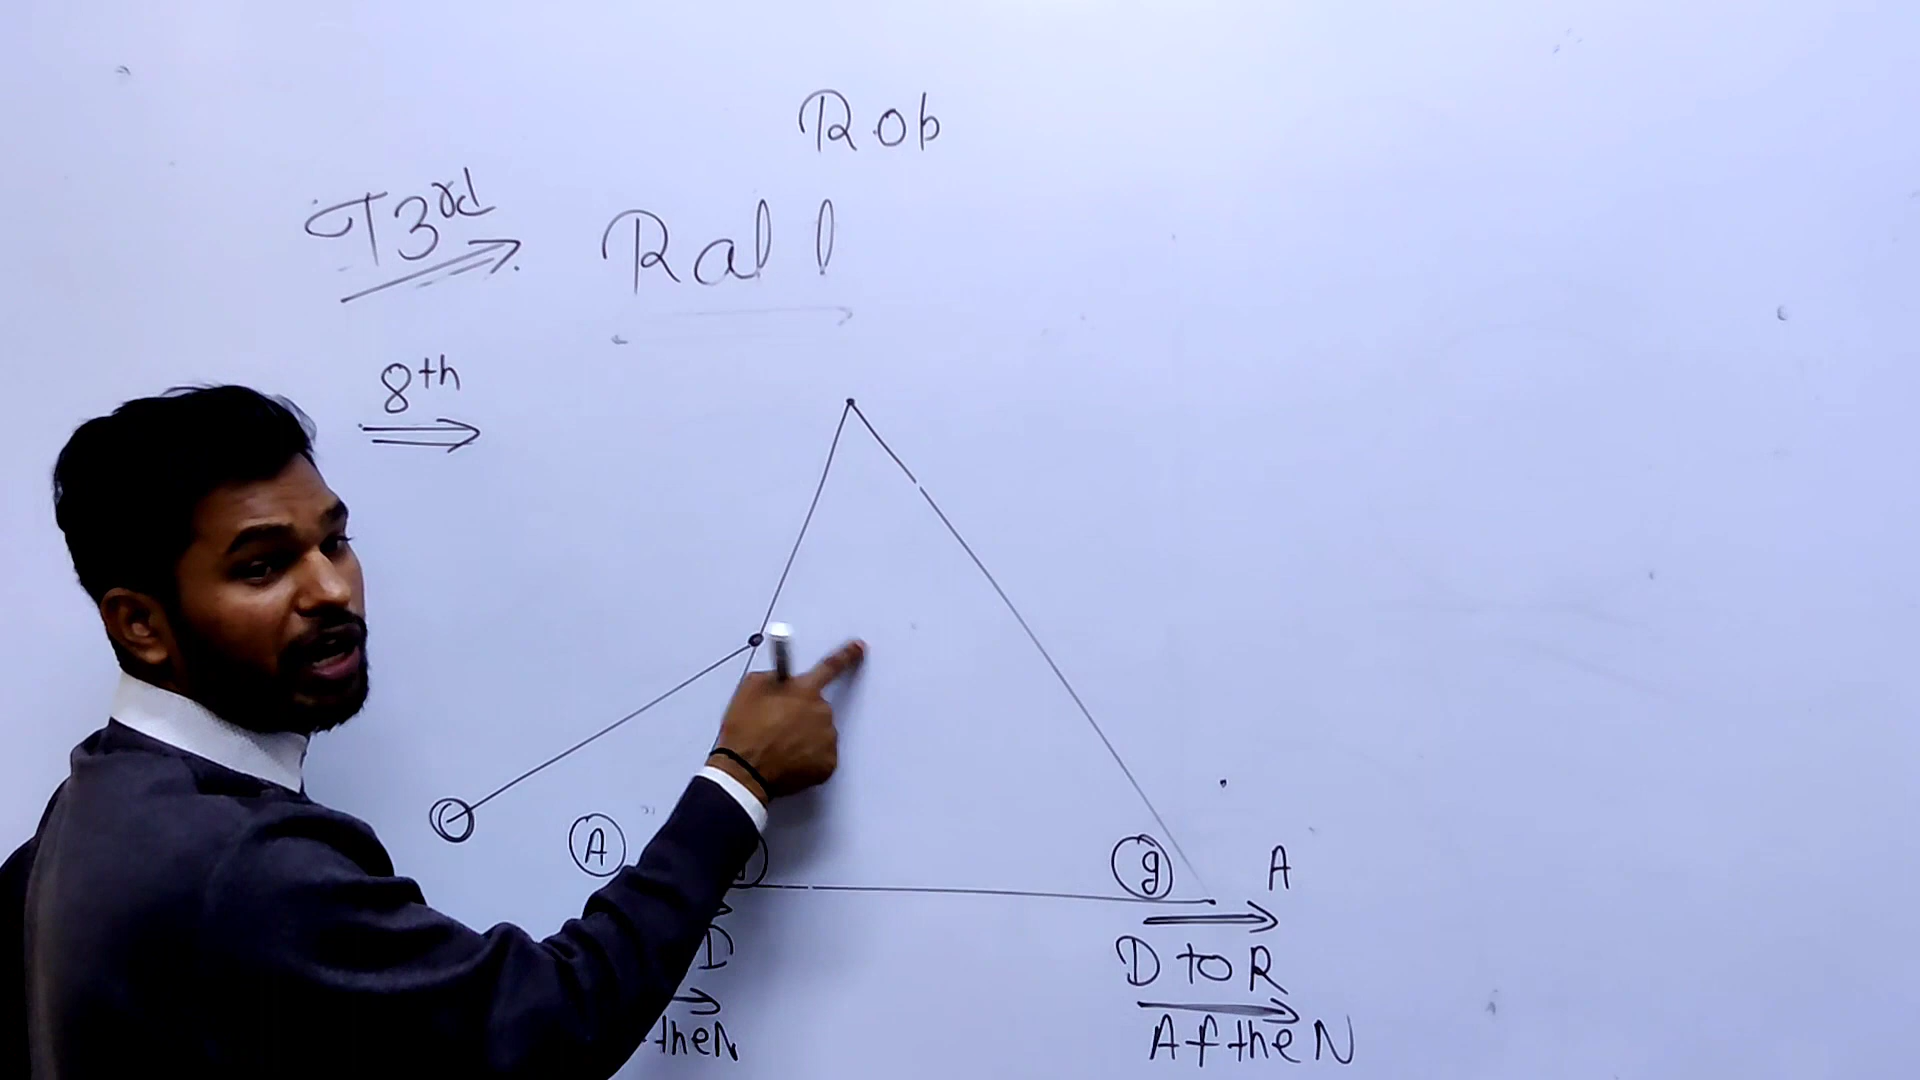 Rob
T3rd
Rall
8th
A
g
A
D
D to R
theN
Af the N